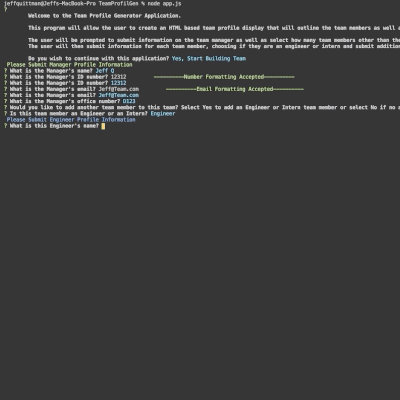 jeffquittman@Jeffs-MacBook-Pro TeamProfilGen % node app.js
?
Welcome to the Team Profile Generator Application.
This program will allow the user to create an HTML based team profile display that will outline the team members as well a
The user will be prompted to submit information on the team manager as well as select how many team members other than the
The user will then submit information for each team member, choosing if they are an engineer or intern and submit addition
Do you wish to continue with this application? Yes, Start Building Team
Please Submit Manager Profile Information
? What is the Manager's name? Jeff Q
? What is the Manager's ID number? 12312 ----------Number Formatting Accepted----------
? What is the Manager's ID number? 12312
? What is the Manager's email? Jeff@Team.com ----------Email Formatting Accepted----------
? What is the Manager's email? Jeff@Team.com
? What is the Manager's office number? D123
? Would you like to add another team member to this team? Select Yes to add an Engineer or Intern team member or select No if no
? Is this team member an Engineer or an Intern? Engineer
Please Submit Engineer Profile Information
? What is this Engineer's name?